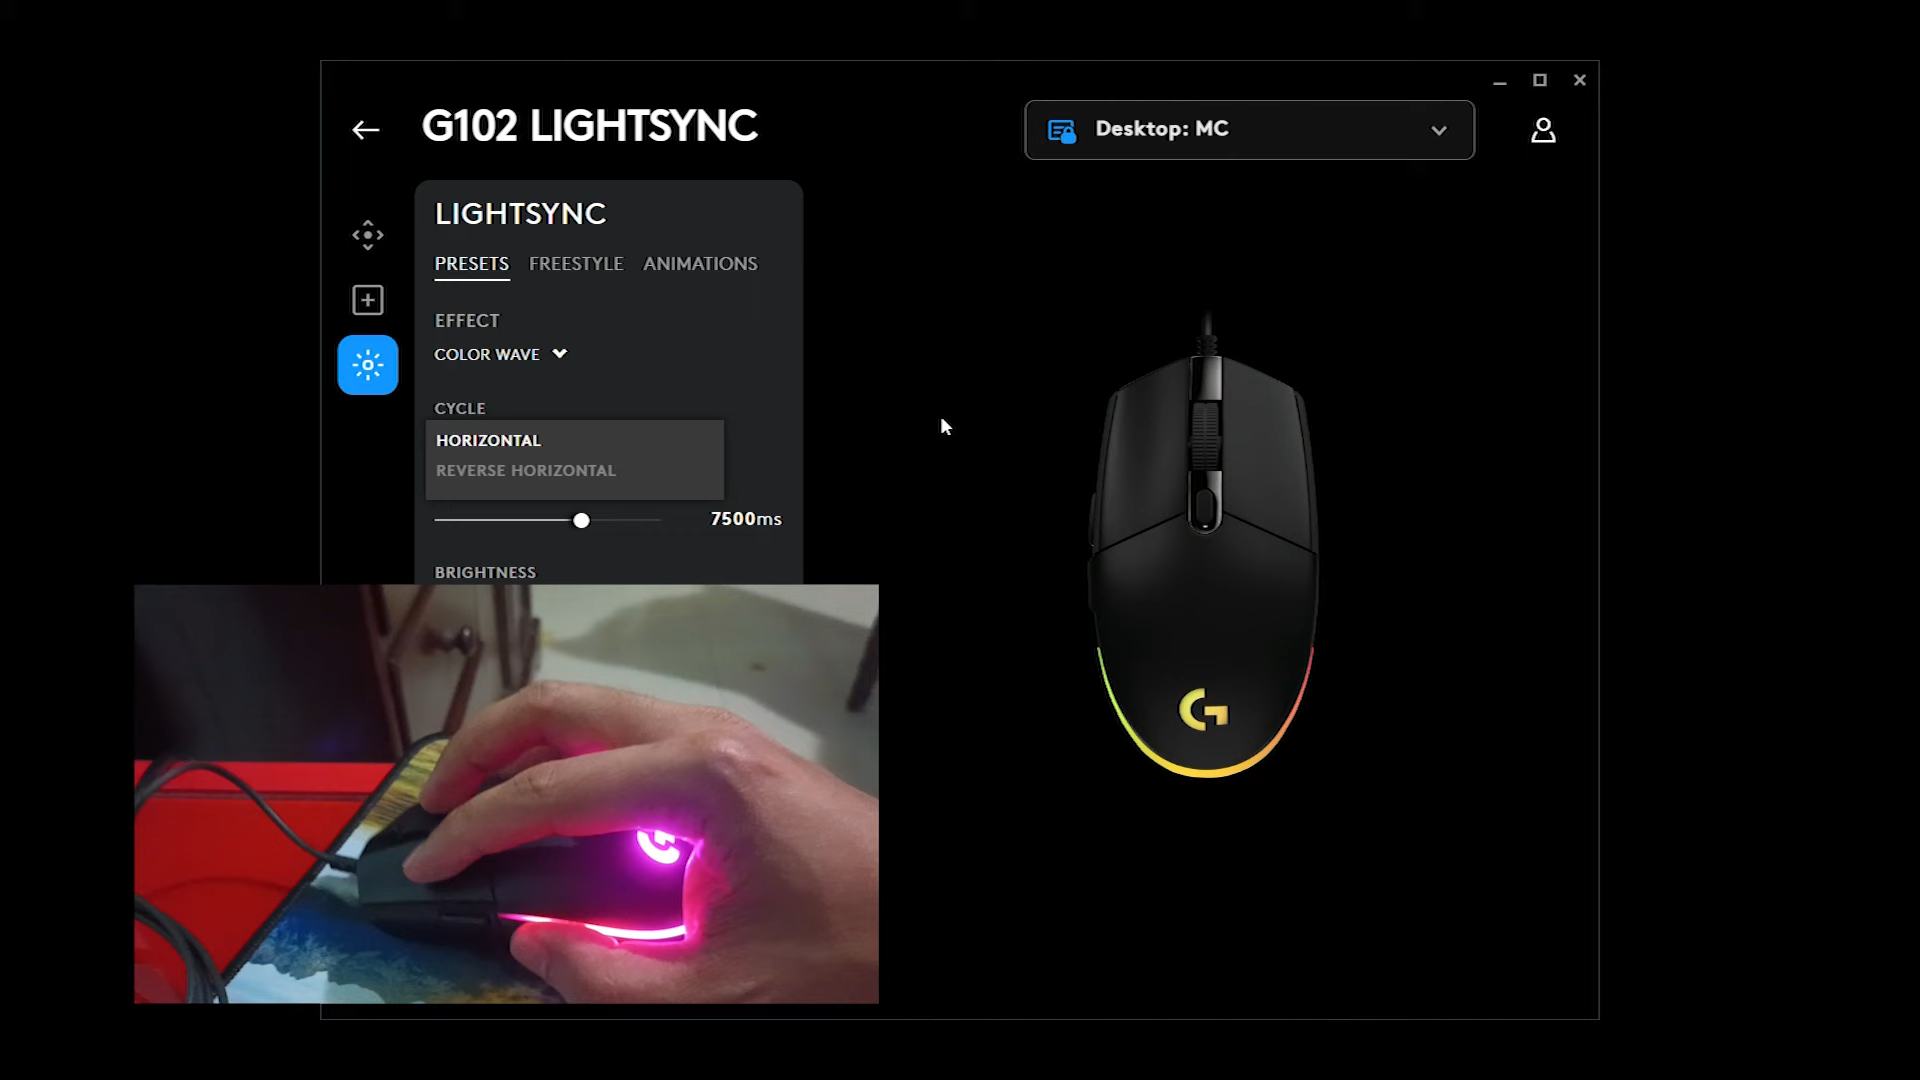 G102 LIGHTSYNC
Desktop: MC
LIGHTSYNC
PRESETS FREESTYLE ANIMATIONS
EFFECT
COLOR WAVE
CYCLE
HORIZONTAL
REVERSE HORIZONTAL
7500ms
BRIGHTNESS